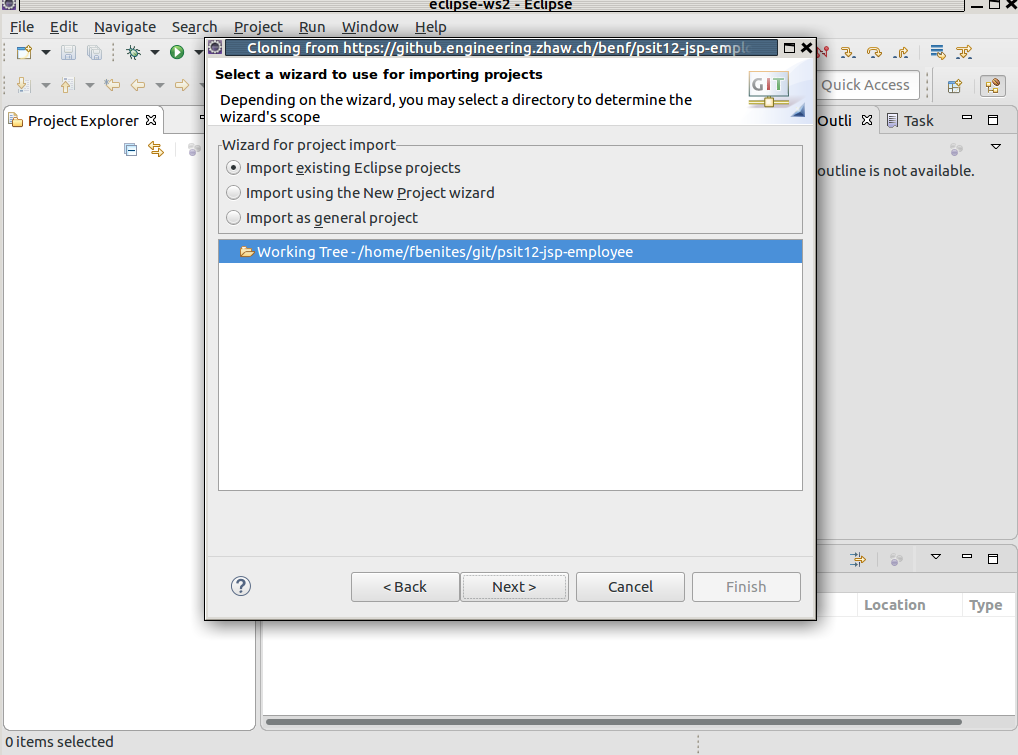 eclipse-ws2 - Eclipse
File Edit Navigate Search Project Run Window Help
Cloning from https://github.engineering.zhaw.ch/benf/psit12-jsp-emplo
Select a wizard to use for importing projects
GIT
Depending on the wizard, you may select a directory to determine the
wizard's scope
Quick Access
Project Explorer
Outli Task
Wizard for project import
Import existing Eclipse projects
outline is not available.
Import using the New Project wizard
Import as general project
Working Tree - /home/fbenites/git/psit12-jsp-employee
? < Back Next > Cancel Finish
Location Type
0 items selected